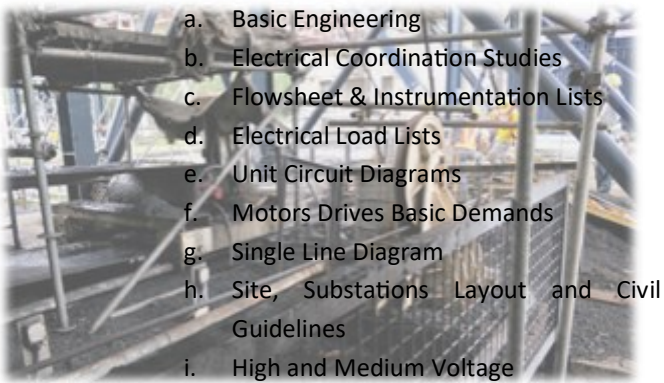 a. Basic Engineering
b. Electrical Coordination Studies
c. Flowsheet & Instrumentation Lists
d. Electrical Load Lists
e. Unit Circuit Diagrams
f. Motors Drives Basic Demands
g. Single Line Diagram
h. Site, Substations Layout and Civil
Guidelines
i. High and Medium Voltage